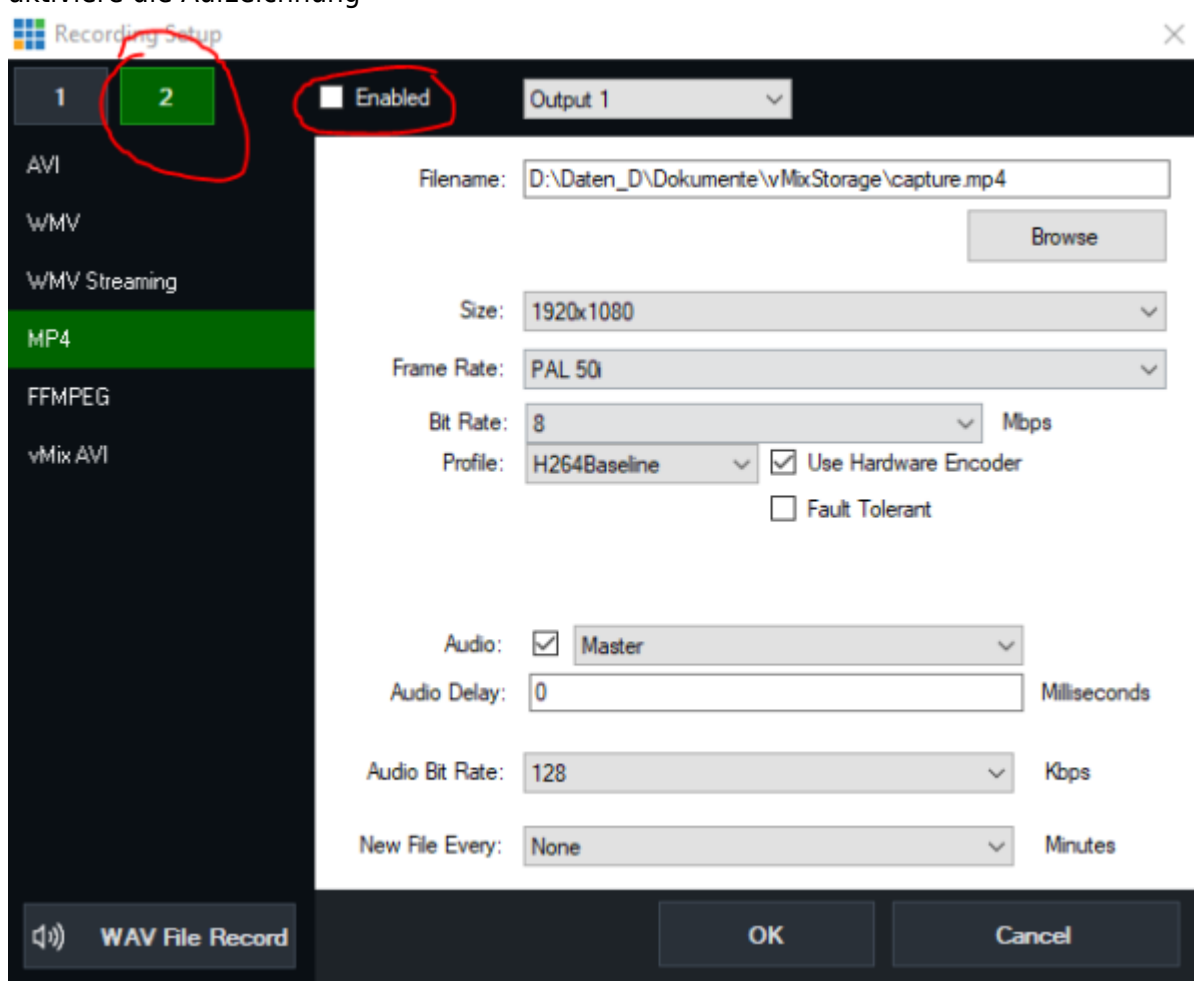 aktiviere die Aufzeichnung
Recording Setup
1 2 Enabled Output 1
AVI
WMV
WMV Streaming
MP4
FFMPEG
vMix AVI
Filename: D:\Daten_D\Dokumente\vMixStorage\capture.mp4
Browse
Size: 1920x1080
Frame Rate: PAL 50i
Bit Rate: 8 Mbps
Profile: H264Baseline Use Hardware Encoder
Fault Tolerant
Audio: Master
Audio Delay: 0 Milliseconds
Audio Bit Rate: 128 Kbps
New File Every: None Minutes
WAV File Record OK Cancel